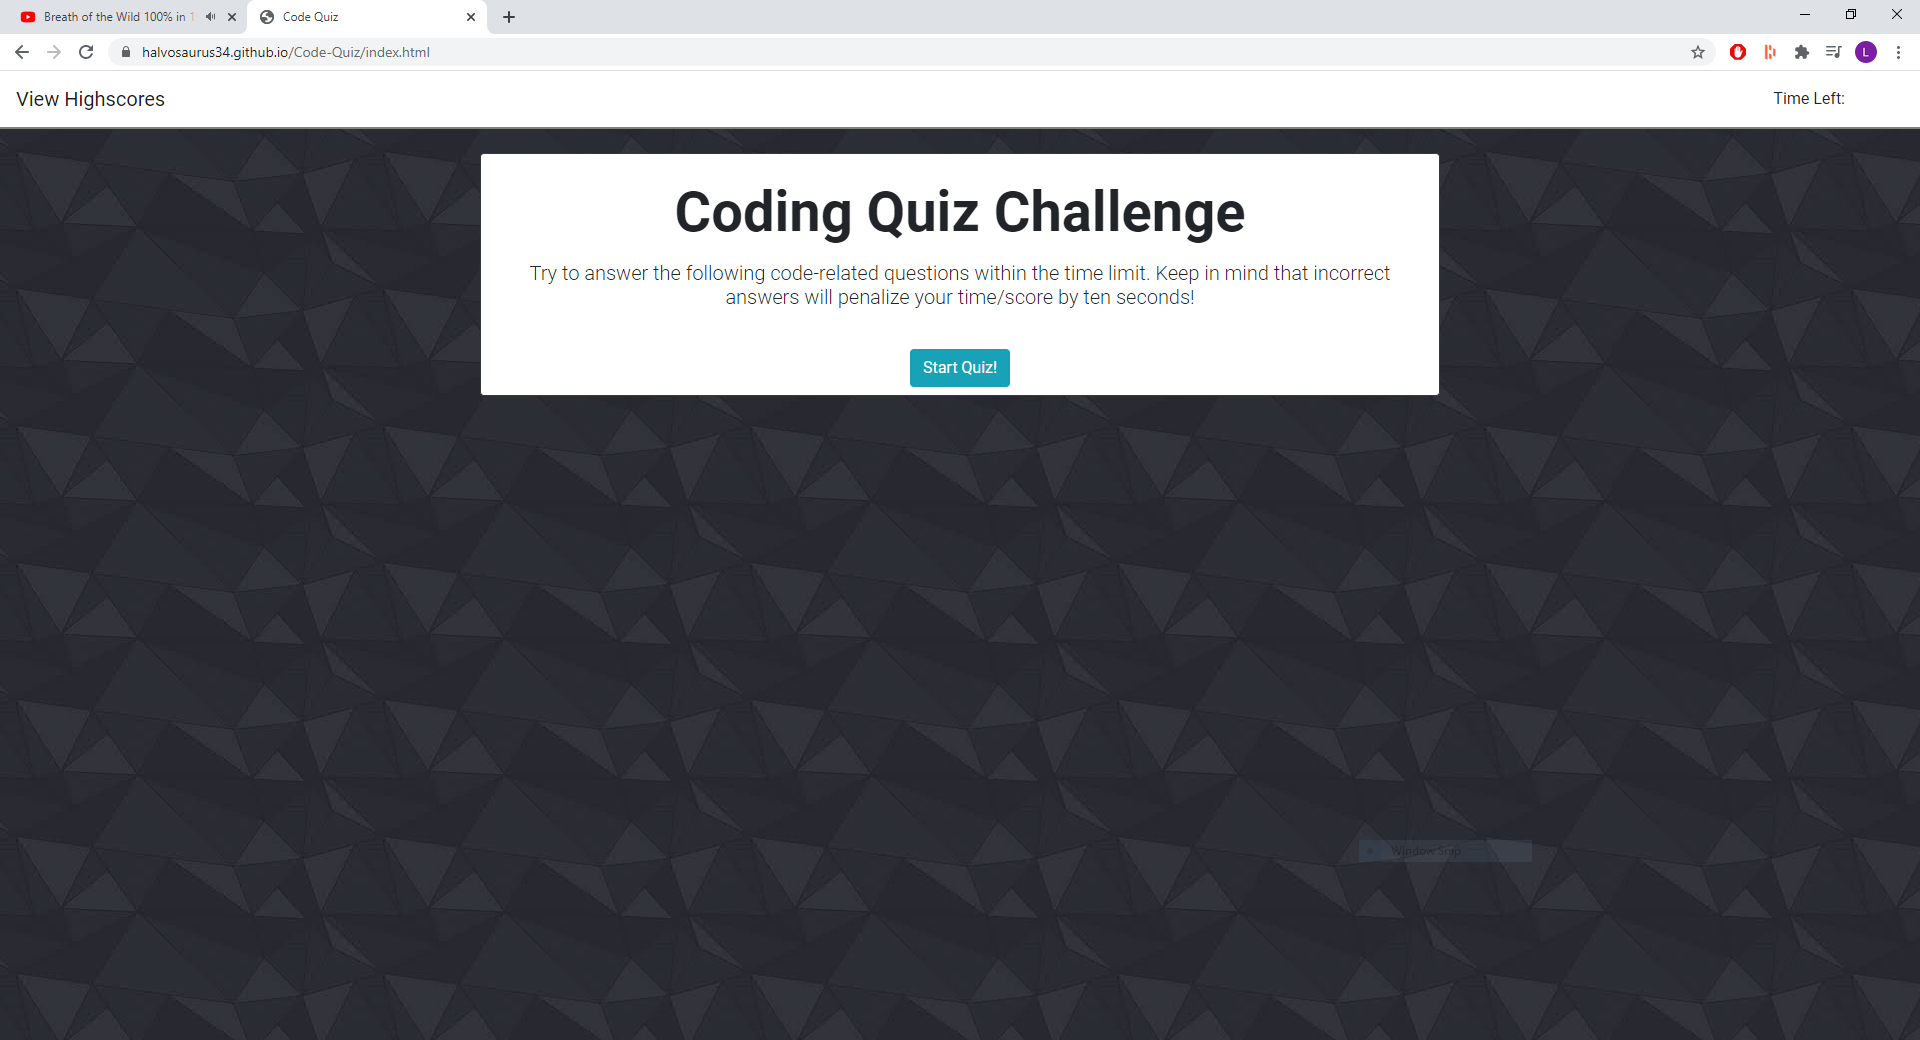 Breath of the Wild 100% in 1
Code Quiz
halvosaurus34.github.io/Code-Quiz/index.html
L
View Highscores
Time Left:
Coding Quiz Challenge
Try to answer the following code-related questions within the time limit. Keep in mind that incorrect
answers will penalize your time/score by ten seconds!
Start Quiz!
Window Snip